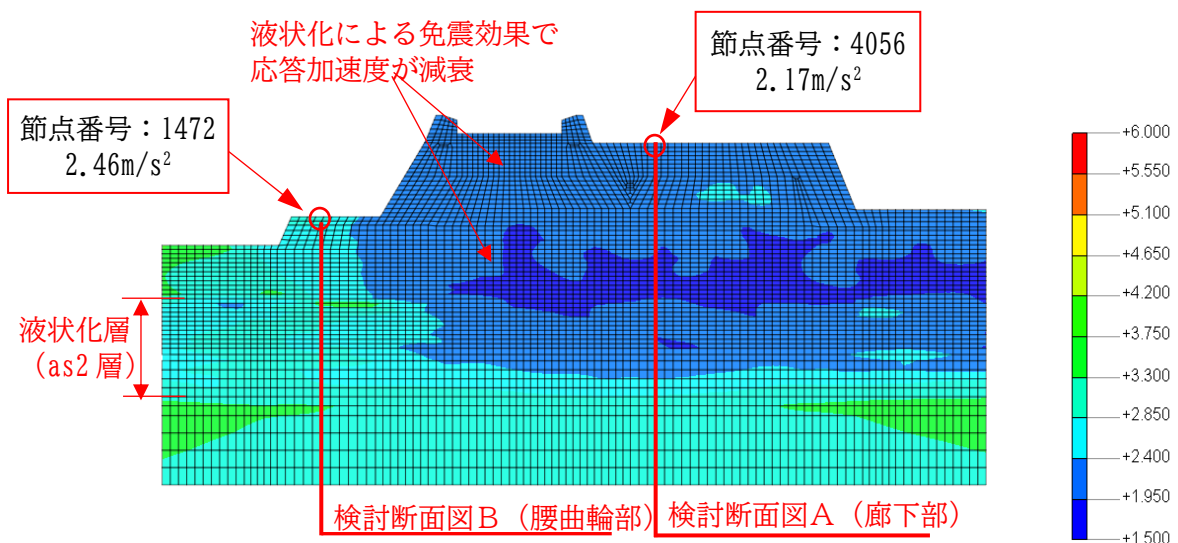 液状化による免震効果で
応答加速度が減衰
節点番号：4056
2.17m/s²
節点番号：1472
2.46m/s²
液状化層
（as2層）
検討断面図Ｂ（腰曲輪部）
検討断面図Ａ（廊下部）
+6.000
+5.550
+5.100
+4.650
+4.200
+3.750
+3.300
+2.850
+2.400
+1.950
+1.500